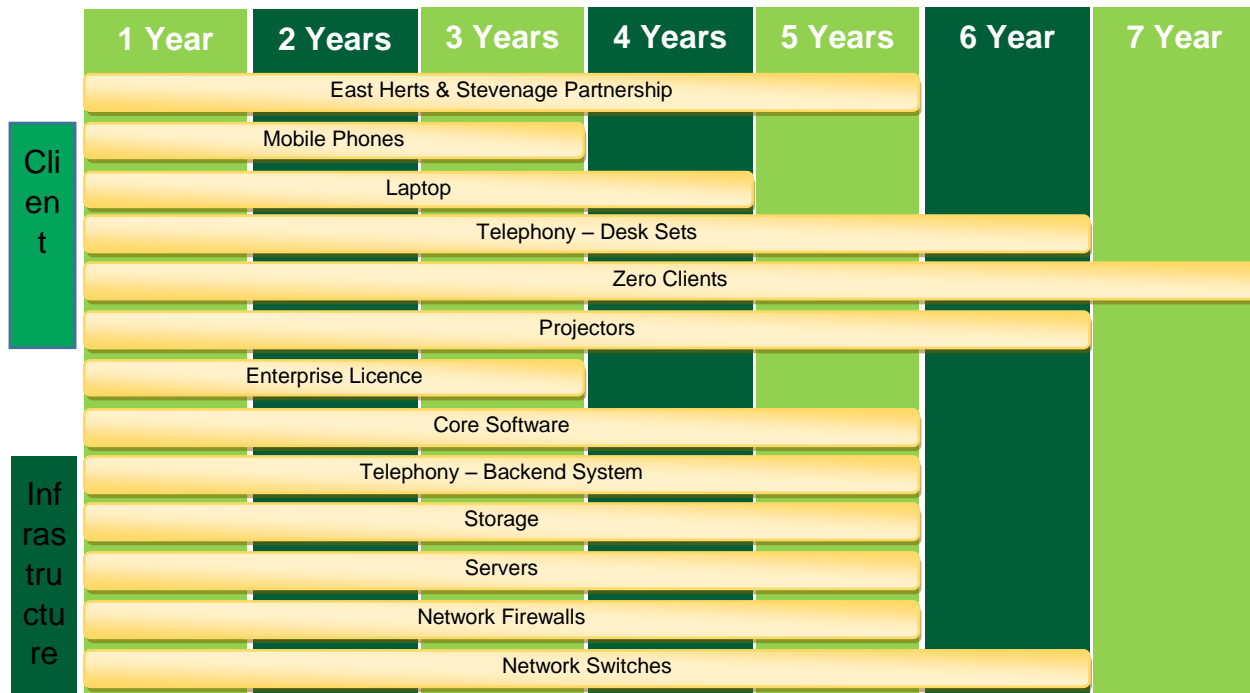 1 Year 2 Years 3 Years 4 Years 5 Years 6 Year 7 Year
East Herts & Stevenage Partnership
Cli
en
t
Mobile Phones
Laptop
Telephony – Desk Sets
Zero Clients
Projectors
Enterprise Licence
Core Software
Inf
ras
tru
ctu
re
Telephony – Backend System
Storage
Servers
Network Firewalls
Network Switches